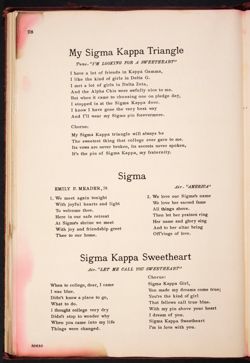 28
My Sigma Kappa Triangle
Tune, "I'M LOOKING FOR A SWEETHEART"
I have a lot of friends in Kappa Gamma,
I like the kind of girls in Delta G.
I met a lot of girls in Delta Zeta,
And the Alpha Chis were awfully nice to me.
But when it came to choosing one on pledge day,
I stopped in at the Sigma Kappa door.
I know I have gone the very best way
And I'll wear my Sigma pin forevermore.
Chorus:
My Sigma Kappa triangle will always be
The sweetest thing that college ever gave to me.
Its vows are never broken, its secrets never spoken,
It's the pin of Sigma Kappa, my fraternity.
Sigma
EMILY P. MEADER, '78
Air, "AMERICA"
1. We meet again tonight
With joyful hearts and light
To welcome thee.
Here in our safe retreat
At Sigma's shrine we meet
With joy and friendship greet
Thee to our home.
2. We love our Sigma's name
We love her sacred fame
All things above.
Then let her praises ring
Her name and glory sing
And to her altar bring
Off'rings of love.
Sigma Kappa Sweetheart
Air, "LET ME CALL YOU SWEETHEART"
When to college, dear, I came
I was blue.
Didn't know a place to go,
What to do.
I thought college very dry
Didn't stop to wonder why
When you came into my life
Things were changed.
Chorus:
Sigma Kappa Girl,
You made my dreams come true;
You're the kind of girl
That fellows call true blue.
With my pin above your heart
I dream of you.
Sigma Kappa Sweetheart
I'm in love with you.